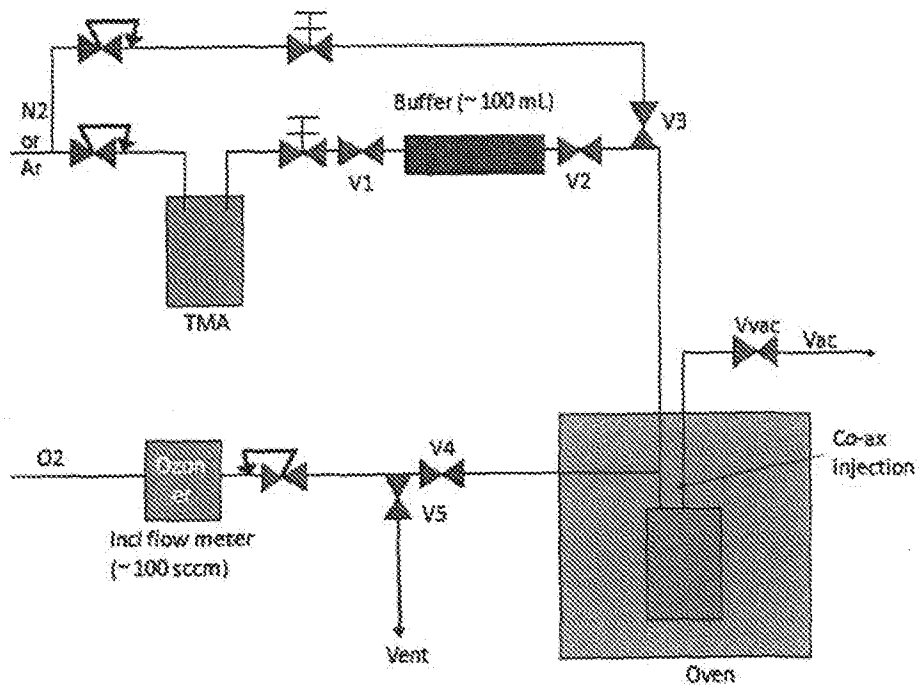 N2
or
Ar
Buffer (~ 100 mL)
V3
V1
V2
TMA
Vvac
Vac
O2
Ozon
er
V4
V5
Co-ax
injection
Incl flow meter
(~ 100 sccm)
Vent
Oven